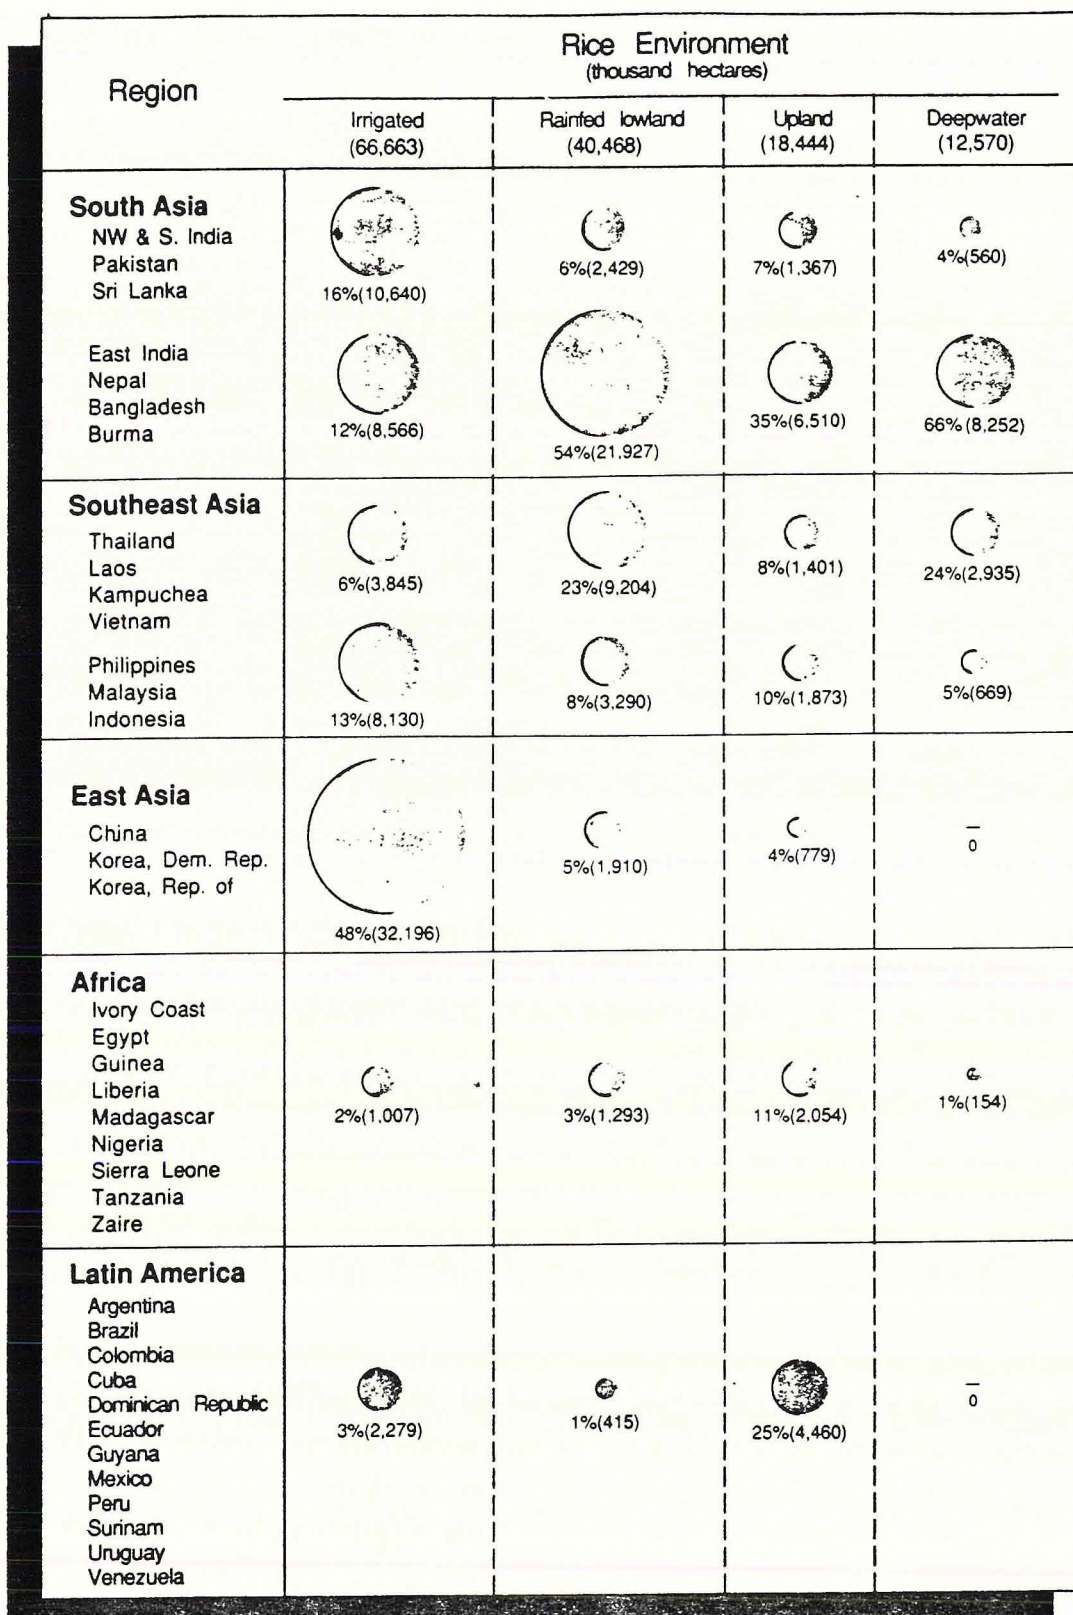 Rice Environment
(thousand hectares)
Region
Irrigated Rainfed lowland Upland Deepwater
(66,663) (40,468) (18,444) (12,570)
South Asia
NW & S. India
Pakistan
Sri Lanka
16%(10,640) 6%(2,429) 7%(1,367) 4%(560)
East India
Nepal
Bangladesh
Burma
12%(8,566) 54%(21,927) 35%(6,510) 66%(8,252)
Southeast Asia
Thailand
Laos
Kampuchea
Vietnam
6%(3,845) 23%(9,204) 8%(1,401) 24%(2,935)
Philippines
Malaysia
Indonesia
13%(8,130) 8%(3,290) 10%(1,873) 5%(669)
East Asia
China
Korea, Dem. Rep.
Korea, Rep. of
48%(32,196) 5%(1,910) 4%(779) 0
Africa
Ivory Coast
Egypt
Guinea
Liberia
Madagascar
Nigeria
Sierra Leone
Tanzania
Zaire
2%(1,007) 3%(1,293) 11%(2,054) 1%(154)
Latin America
Argentina
Brazil
Colombia
Cuba
Dominican Republic
Ecuador
Guyana
Mexico
Peru
Surinam
Uruguay
Venezuela
3%(2,279) 1%(415) 25%(4,460) 0